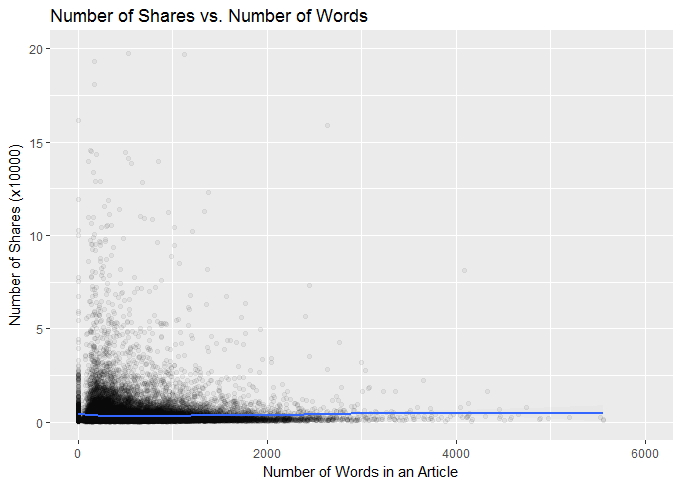 Number of Shares vs. Number of Words
20
15
10
5
0
Number of Shares (x10000)
0 2000 4000 6000
Number of Words in an Article